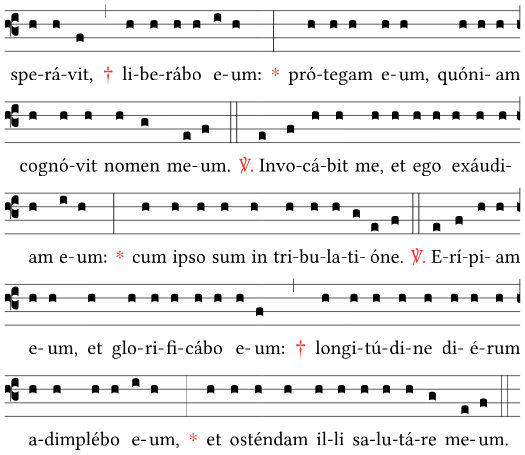 spe-rá-vit, † li-be-rábo e-um: * pró-tegam e-um, quóni-am
cognó-vit nomen me-um. ℣. Invo-cá-bit me, et ego exáudi-
am e-um: * cum ipso sum in tri-bu-la-ti-óne. ℣. E-rí-pi-am
e-um, et glo-ri-fi-cábo e-um: † longi-tú-di-ne di-é-rum
a-dimplébo e-um, * et osténdam il-li sa-lu-tá-re me-um.